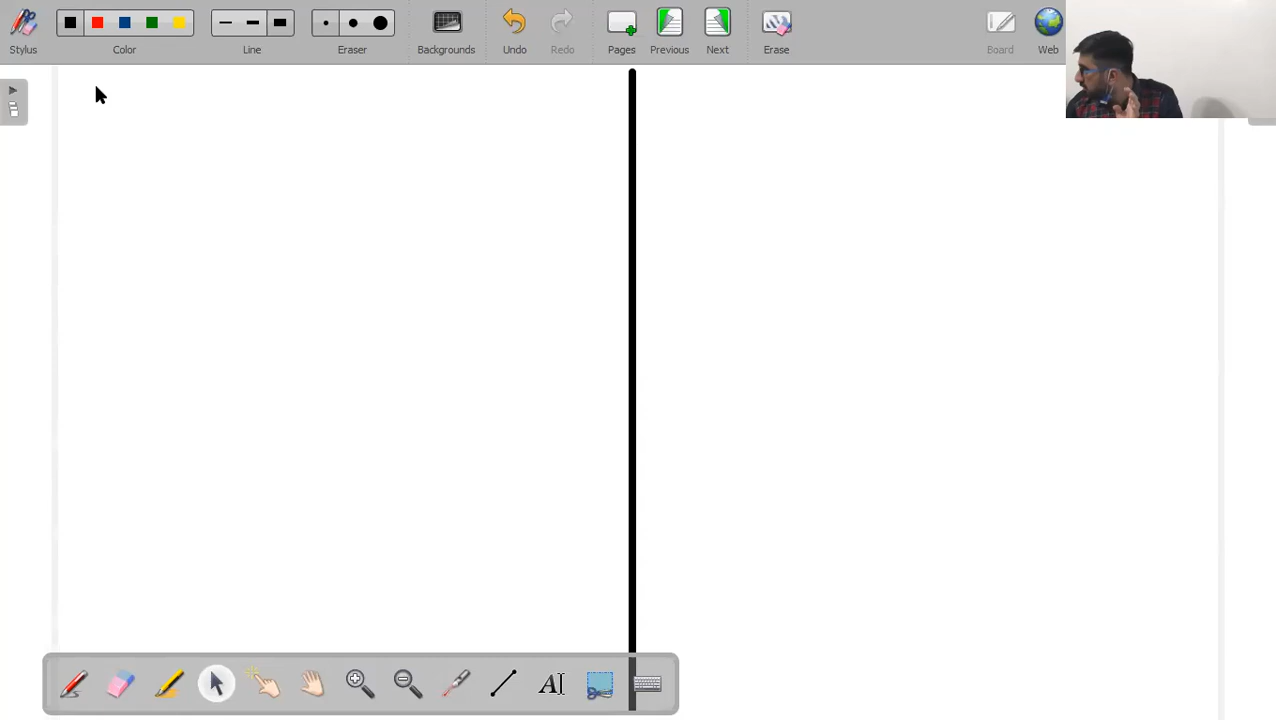 Stylus
Color
Line
Eraser
Backgrounds
Undo
Redo
Pages
Previous
Next
Erase
Board
Web
A